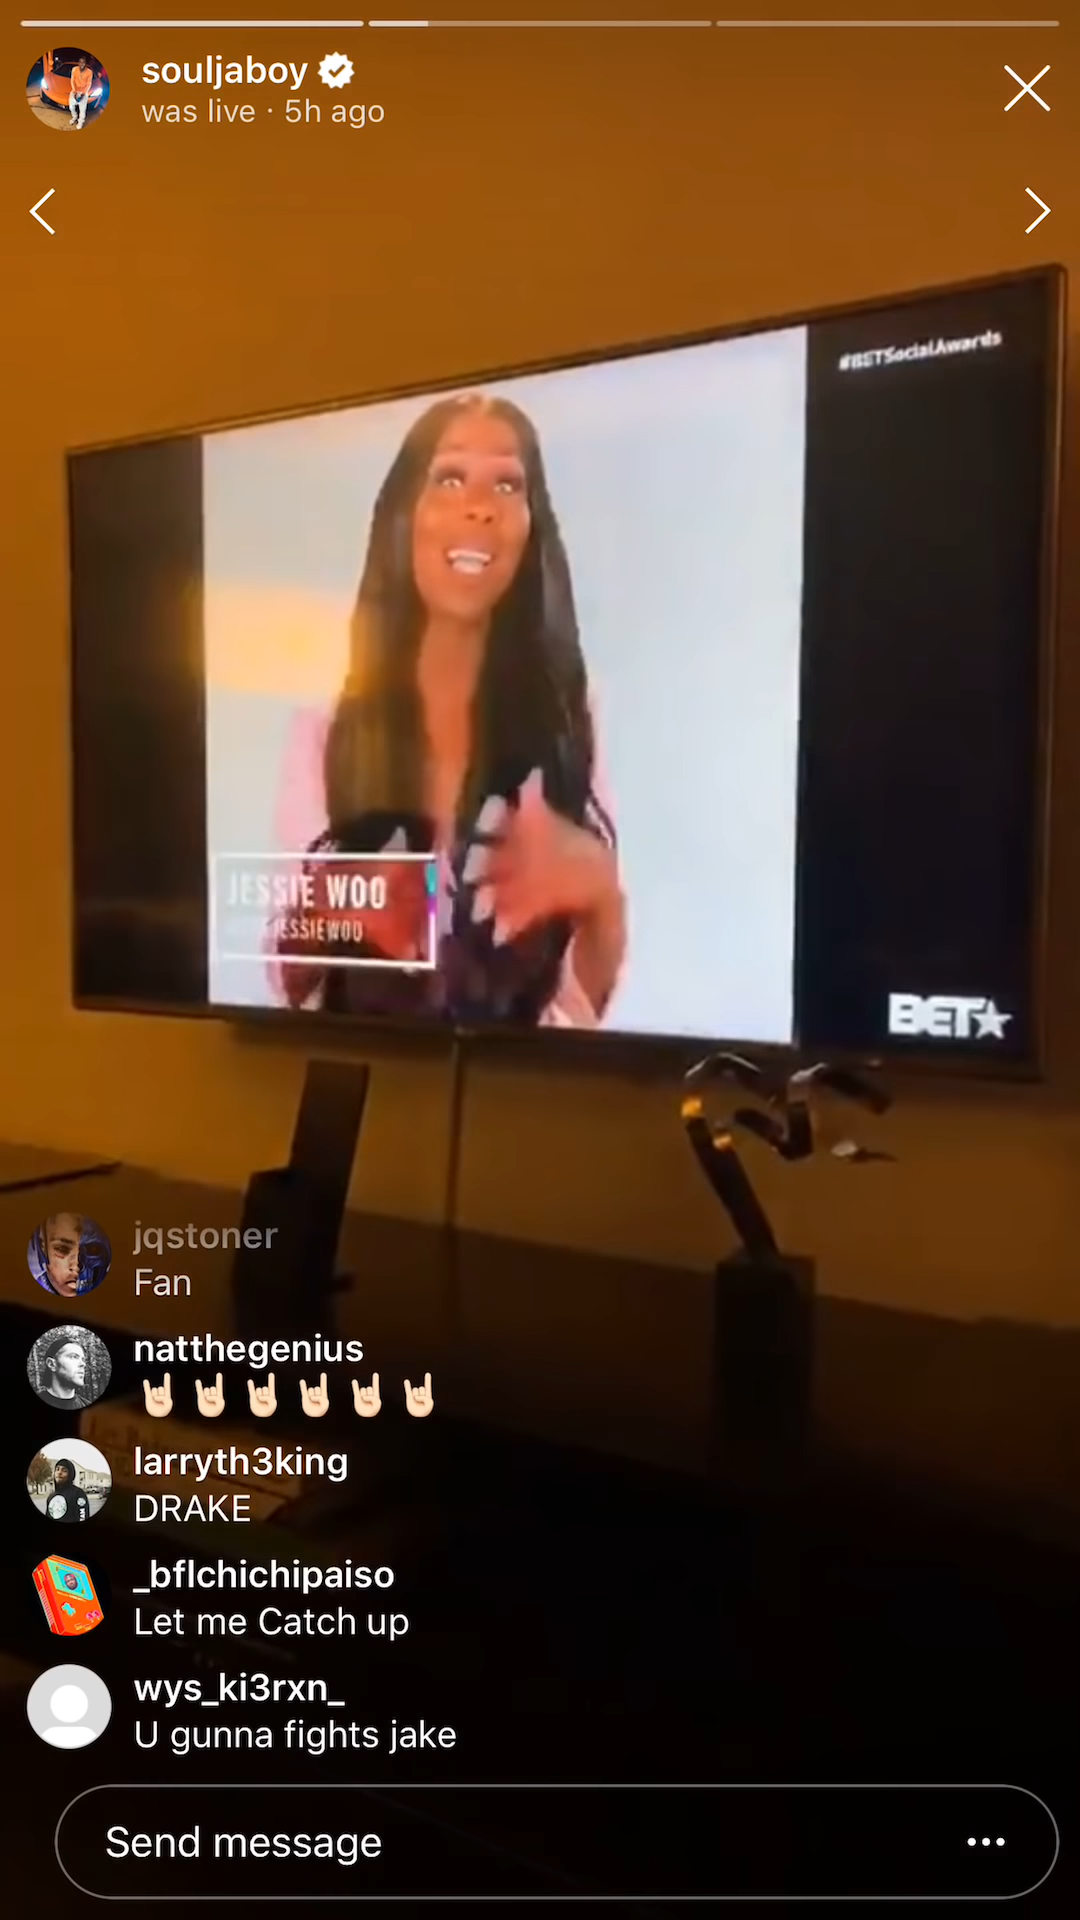 souljaboy
was live · 5h ago
#BETSocialAwards
JESSIE WOO
JESSIEWOO
BET★
jqstoner
Fan
natthegenius
🤘🏻🤘🏻🤘🏻🤘🏻🤘🏻🤘🏻
larryth3king
DRAKE
_bflchichipaiso
Let me Catch up
wys_ki3rxn_
U gunna fights jake
Send message